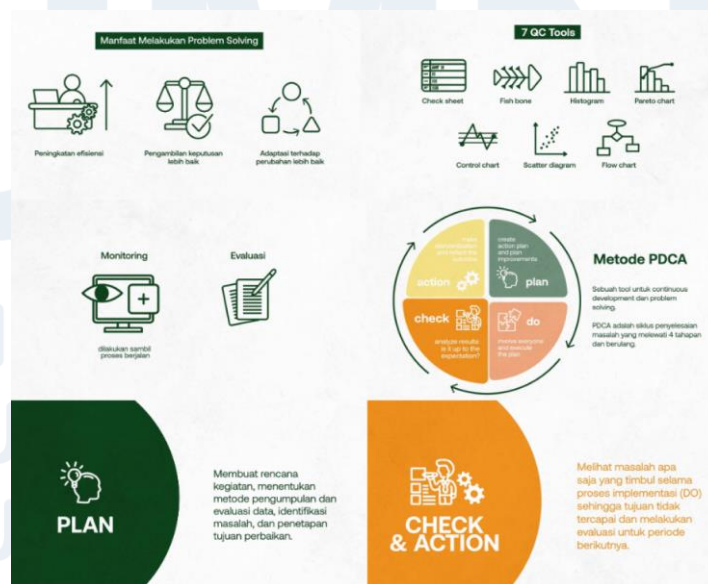 Manfaat Melakukan Problem Solving
Peningkatan efisiensi
Pengambilan keputusan
lebih baik
Adaptasi terhadap
perubahan lebih baik
7 QC Tools
Check sheet
Fish bone
Histogram
Pareto chart
Control chart
Scatter diagram
Flow chart
Monitoring
dilakukan sambil
proses berjalan
Evaluasi
action
create
action plan
and plan
improvements
plan
check
analyze results
is it up to the
expectation?
do
involve everyone
and execute
the plan
Metode PDCA
Sebuah tool untuk continuous
development dan problem
solving.
PDCA adalah siklus penyelesaian
masalah yang melewati 4 tahapan
dan berulang.
PLAN
Membuat rencana
kegiatan, menentukan
metode pengumpulan dan
evaluasi data, identifikasi
masalah, dan penetapan
tujuan perbaikan.
CHECK
& ACTION
Melihat masalah apa
saja yang timbul selama
proses implementasi (DO)
sehingga tujuan tidak
tercapai dan melakukan
evaluasi untuk periode
berikutnya.